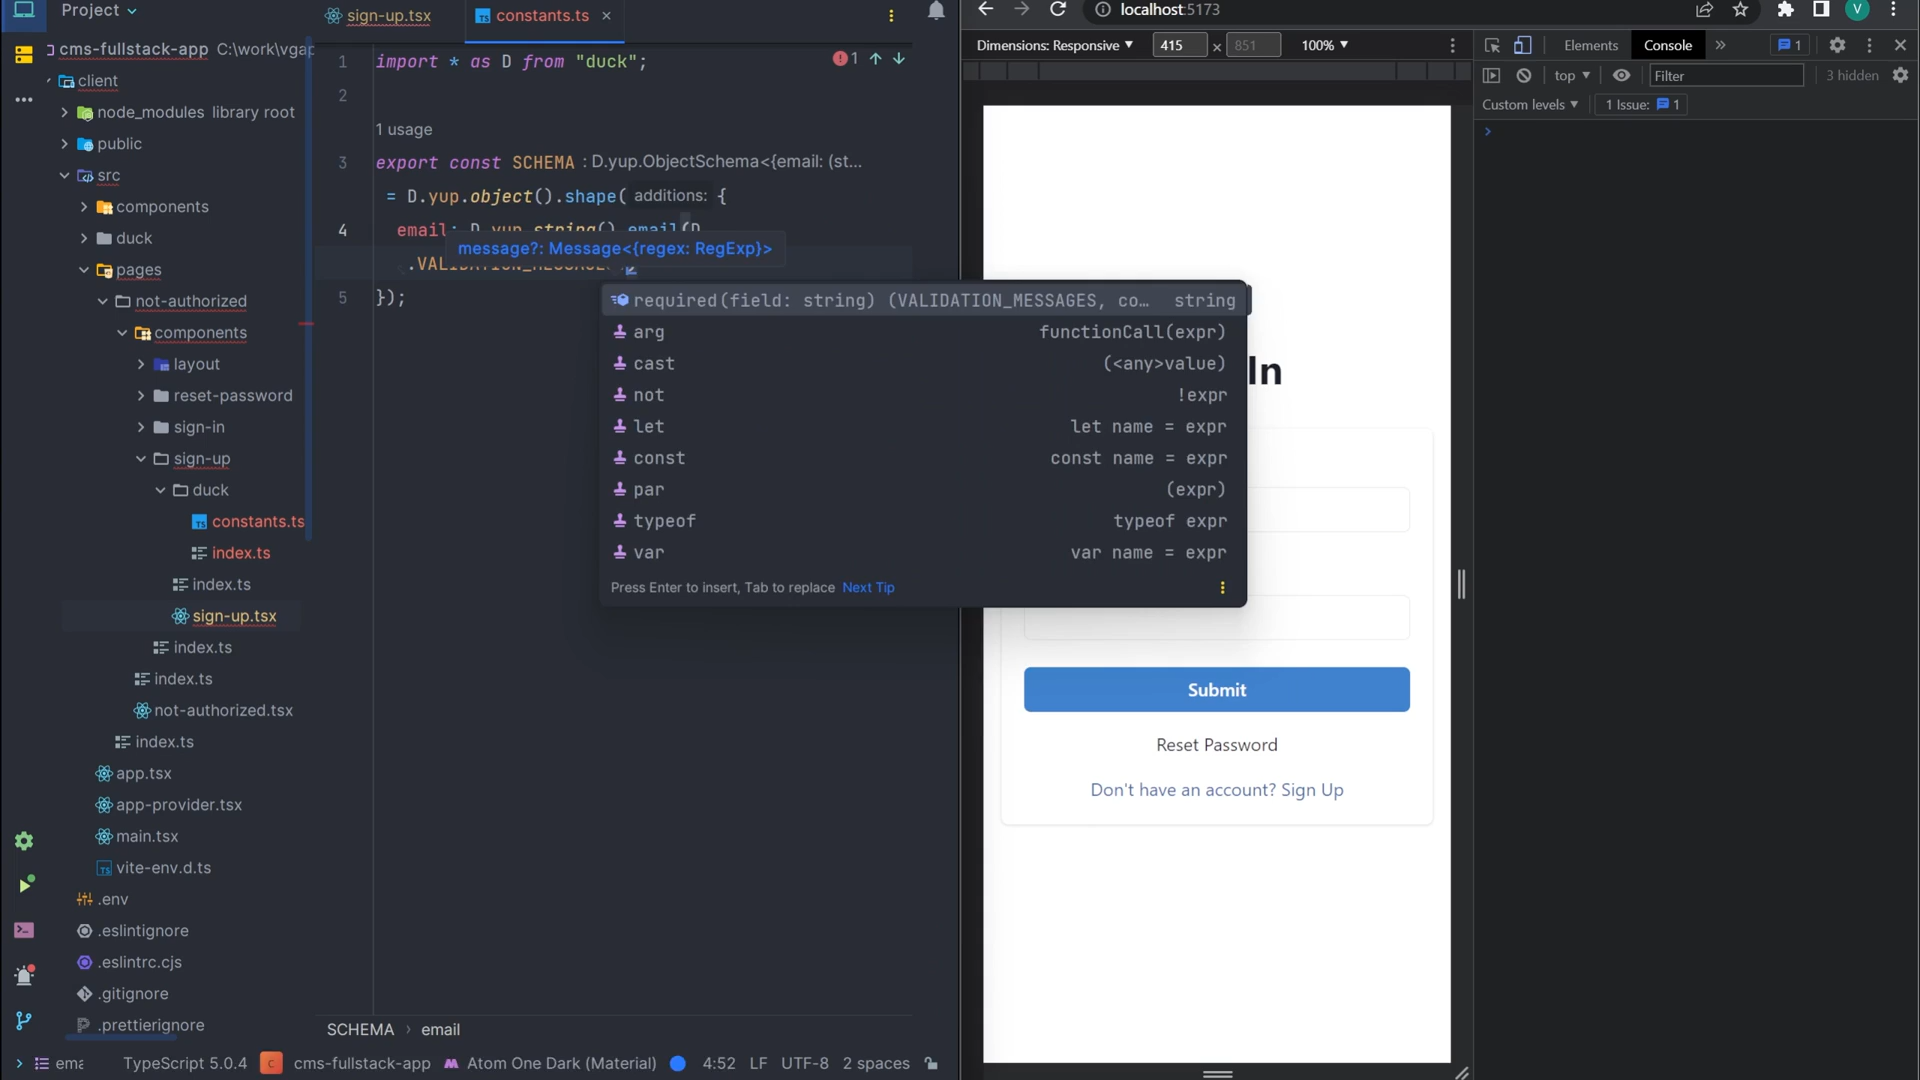 Project
cms-fullstack-app C:\work\vgap
client
node_modules library root
public
src
components
duck
pages
not-authorized
components
layout
reset-password
sign-in
sign-up
duck
constants.ts
index.ts
index.ts
sign-up.tsx
index.ts
index.ts
not-authorized.tsx
index.ts
app.tsx
app-provider.tsx
main.tsx
vite-env.d.ts
.env
.eslintignore
.eslintrc.cjs
.gitignore
.prettierignore
sign-up.tsx
constants.ts
1 import * as D from "duck";
1
2
1 usage
3 export const SCHEMA : D.yup.ObjectSchema<{email: (st...
= D.yup.object().shape( additions: {
4 email: D.yup.string().email(D
message?: Message<{regex: RegExp}>
.VALIDATION_MESSAGE
5 });
required(field: string) (VALIDATION_MESSAGES, co... string
arg functionCall(expr)
cast (<any>value)
not !expr
let let name = expr
const const name = expr
par (expr)
typeof typeof expr
var var name = expr
Press Enter to insert, Tab to replace Next Tip
SCHEMA › email
ema TypeScript 5.0.4 C cms-fullstack-app Atom One Dark (Material) 4:52 LF UTF-8 2 spaces
localhost:5173
V
Dimensions: Responsive 415 × 851 100%
In
Submit
Reset Password
Don't have an account? Sign Up
Elements Console » 1
top Filter 3 hidden
Custom levels 1 Issue: 1